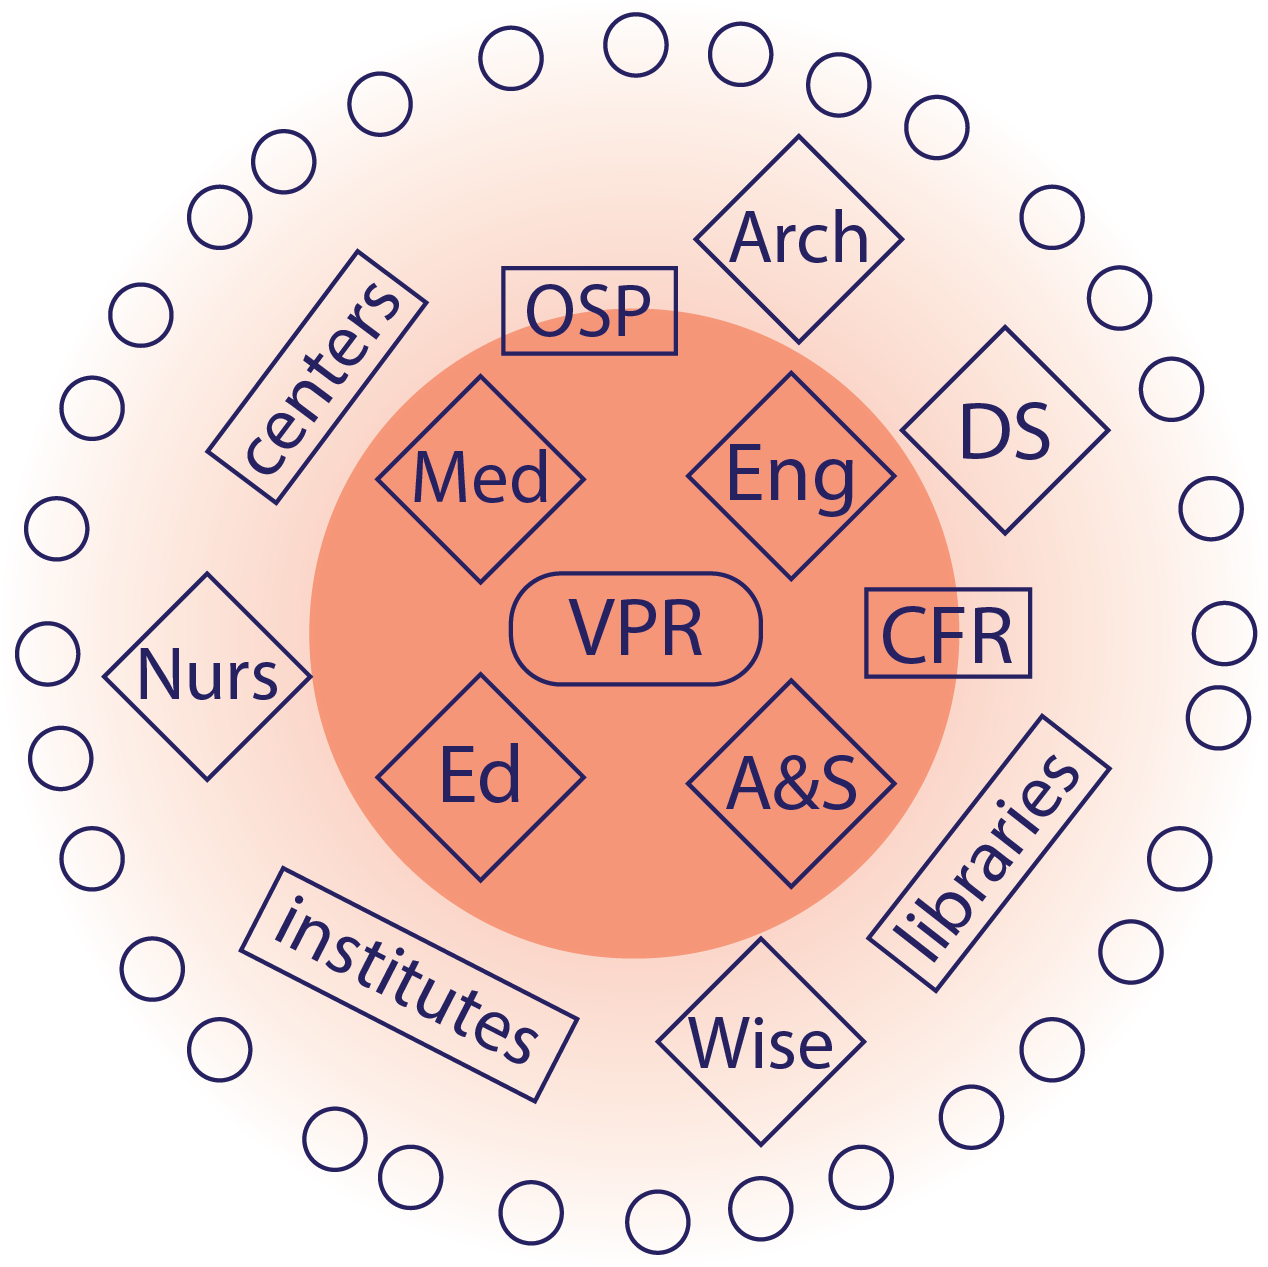 Arch
OSP
centers
DS
Med
Eng
VPR
CFR
Nurs
Ed
A&S
libraries
institutes
Wise